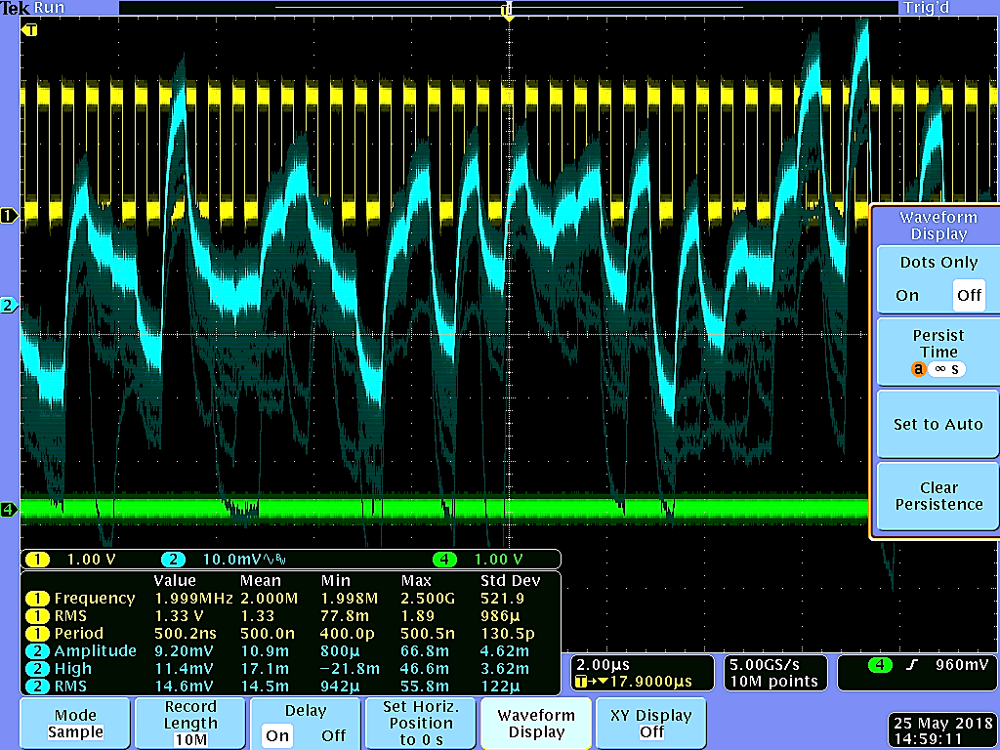 Tek Run Trig'd
T
T
1
2
4
Waveform
Display
Dots Only
On Off
Persist
Time
a ∞ s
Set to Auto
Clear
Persistence
1 1.00 V 2 10.0mV∿BW 4 1.00 V
Value Mean Min Max Std Dev
1 Frequency 1.999MHz 2.000M 1.998M 2.500G 521.9
1 RMS 1.33 V 1.33 77.8m 1.89 986µ
1 Period 500.2ns 500.0n 400.0p 500.5n 130.5p
2 Amplitude 9.20mV 10.9m 800µ 66.8m 4.62m
2 High 11.4mV 17.1m −21.8m 46.6m 3.62m
2 RMS 14.6mV 14.5m 942µ 55.8m 122µ
2.00µs
T→▼17.9000µs
5.00GS/s
10M points
4 960mV
Mode
Sample
Record
Length
10M
Delay
On Off
Set Horiz.
Position
to 0 s
Waveform
Display
XY Display
Off
25 May 2018
14:59:11